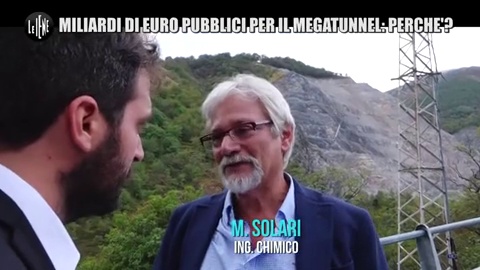 LE IENE
MILIARDI DI EURO PUBBLICI PER IL MEGATUNNEL: PERCHE'?
M. SOLARI
ING. CHIMICO